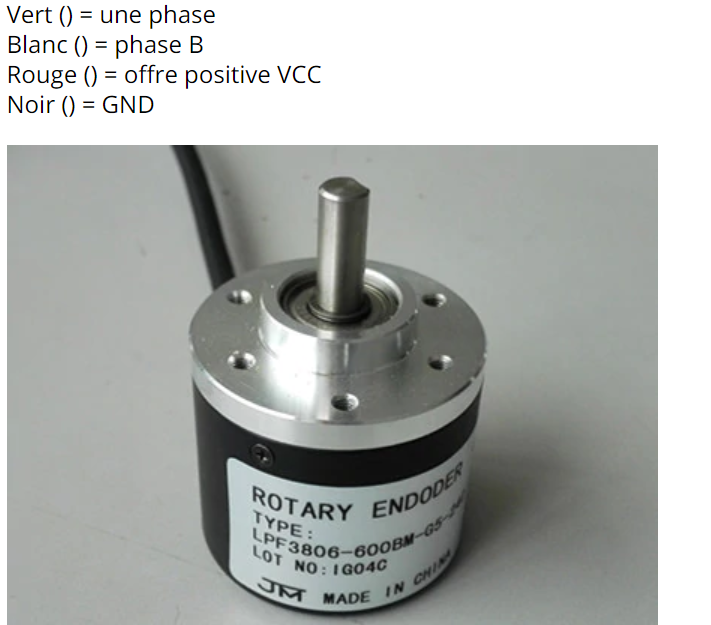 Vert () = une phase
Blanc () = phase B
Rouge () = offre positive VCC
Noir () = GND
ROTARY ENDODER
TYPE:
LPF3806-600BM-G5-24
LOT NO: IG04C
JM MADE IN CHINA